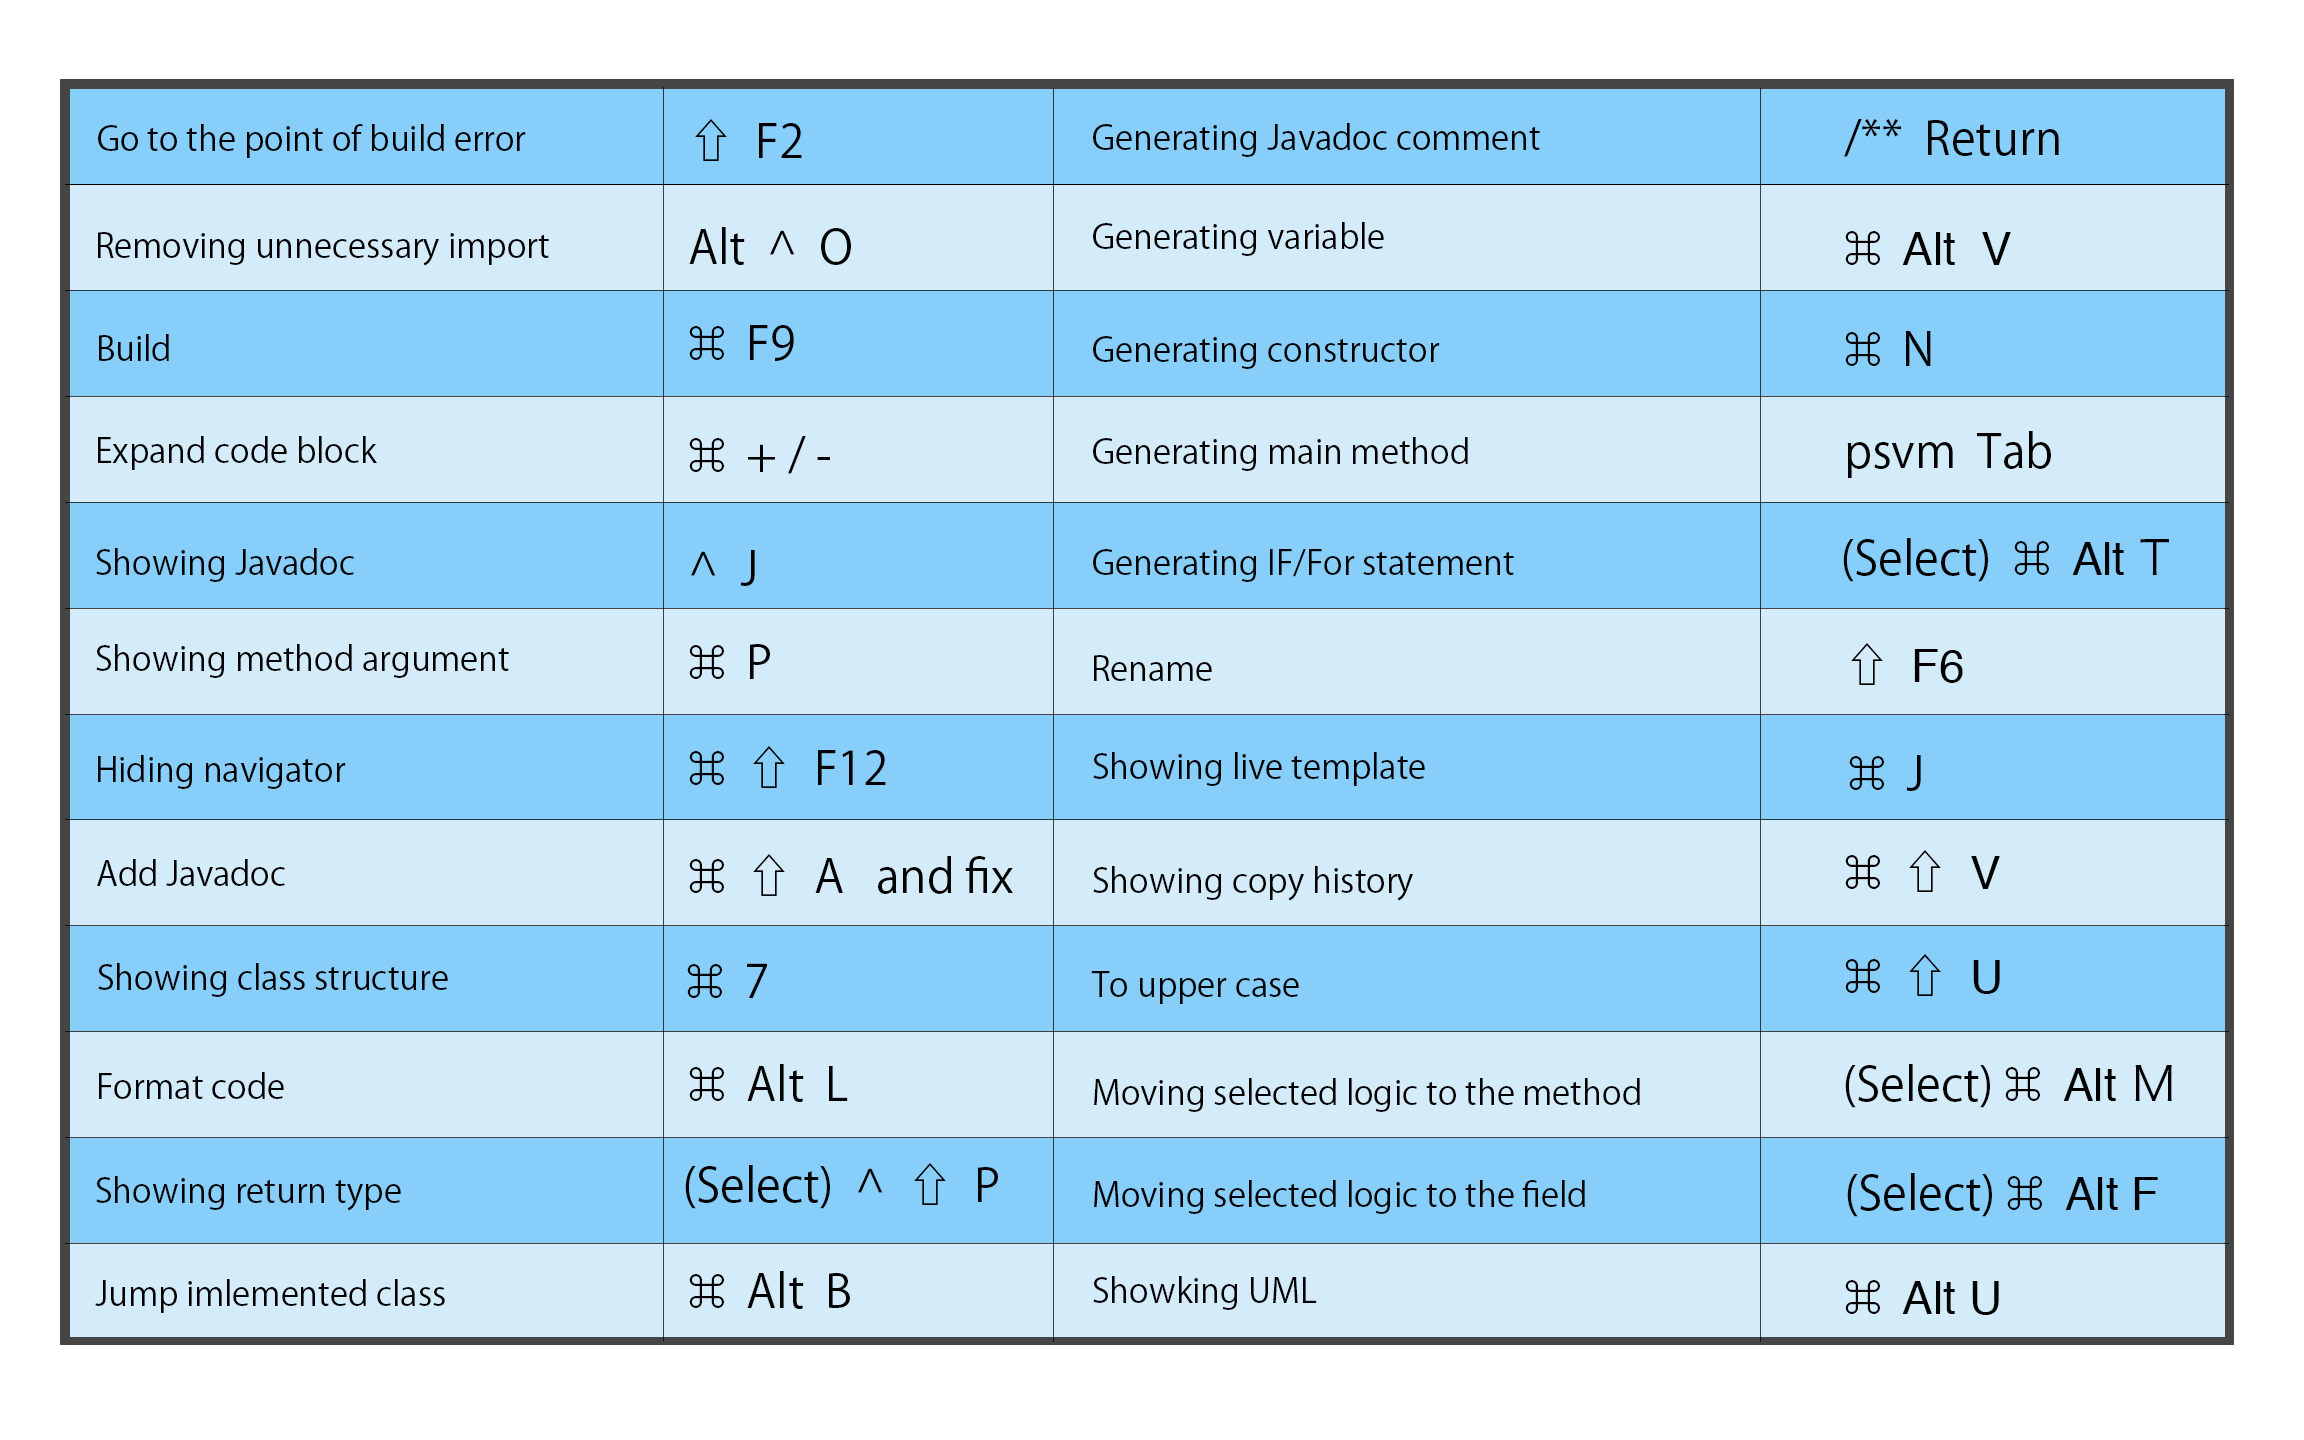 Go to the point of build error ⇧ F2 Generating Javadoc comment /** Return
Removing unnecessary import Alt ^ O Generating variable ⌘ Alt V
Build ⌘ F9 Generating constructor ⌘ N
Expand code block ⌘ + / - Generating main method psvm Tab
Showing Javadoc ^ J Generating IF/For statement (Select) ⌘ Alt T
Showing method argument ⌘ P Rename ⇧ F6
Hiding navigator ⌘ ⇧ F12 Showing live template ⌘ J
Add Javadoc ⌘ ⇧ A and fix Showing copy history ⌘ ⇧ V
Showing class structure ⌘ 7 To upper case ⌘ ⇧ U
Format code ⌘ Alt L Moving selected logic to the method (Select) ⌘ Alt M
Showing return type (Select) ^ ⇧ P Moving selected logic to the field (Select) ⌘ Alt F
Jump imlemented class ⌘ Alt B Showking UML ⌘ Alt U